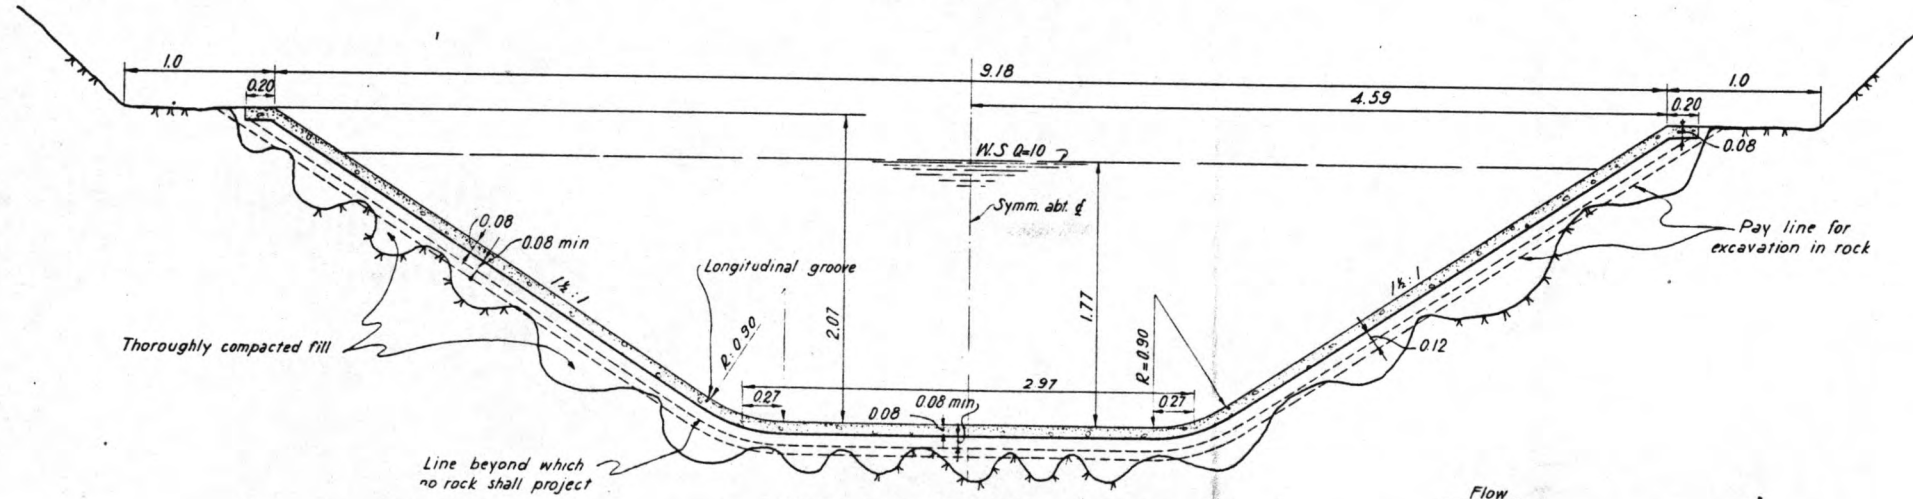 1.0
9.18
1.0
0.20
4.59
0.20
W.S Q=10
0.08
Symm. abt. ℄
0.08
0.08 min
Pay line for
excavation in rock
Longitudinal groove
1½:1
1½:1
2.07
1.77
R=0.90
R=0.90
Thoroughly compacted fill
0.12
2.97
0.27
0.08
0.08 min.
0.27
Line beyond which
no rock shall project
Flow